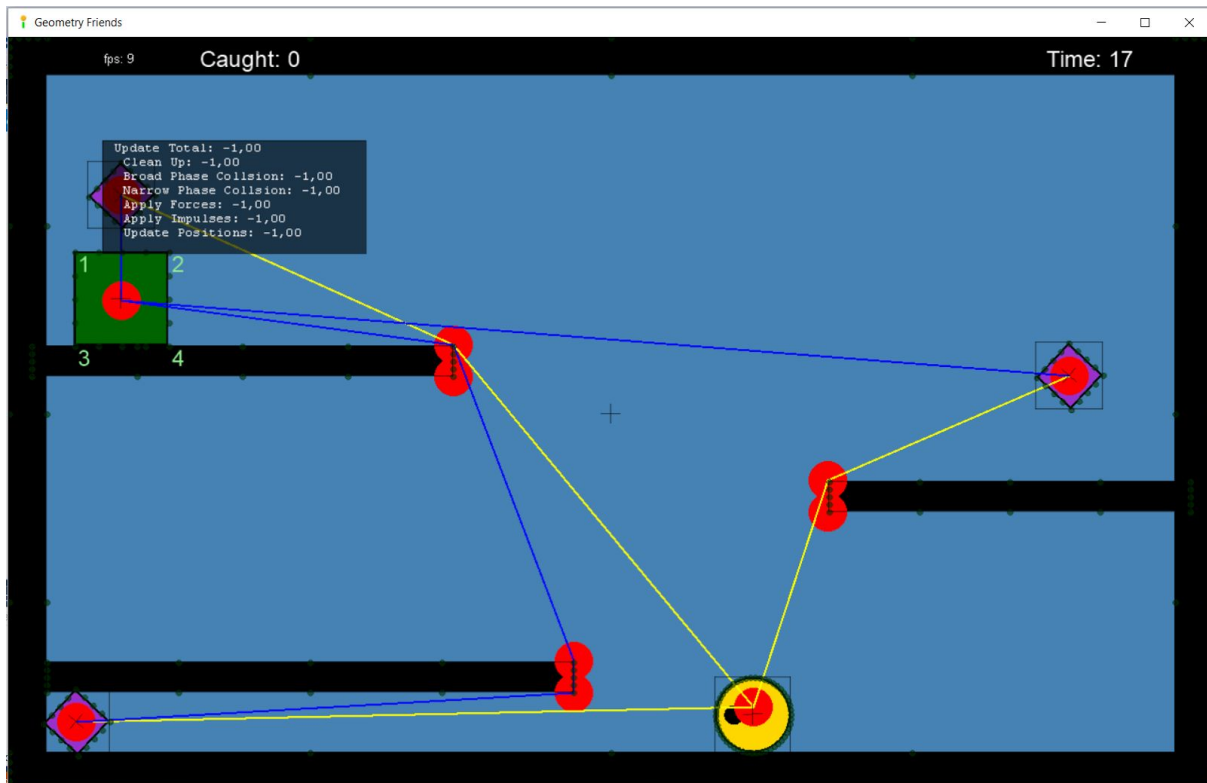 Geometry Friends
fps: 9
Caught: 0
Time: 17
Update Total: -1,00
Clean Up: -1,00
Broad Phase Collsion: -1,00
Narrow Phase Collsion: -1,00
Apply Forces: -1,00
Apply Impulses: -1,00
Update Positions: -1,00
1 2
3 4